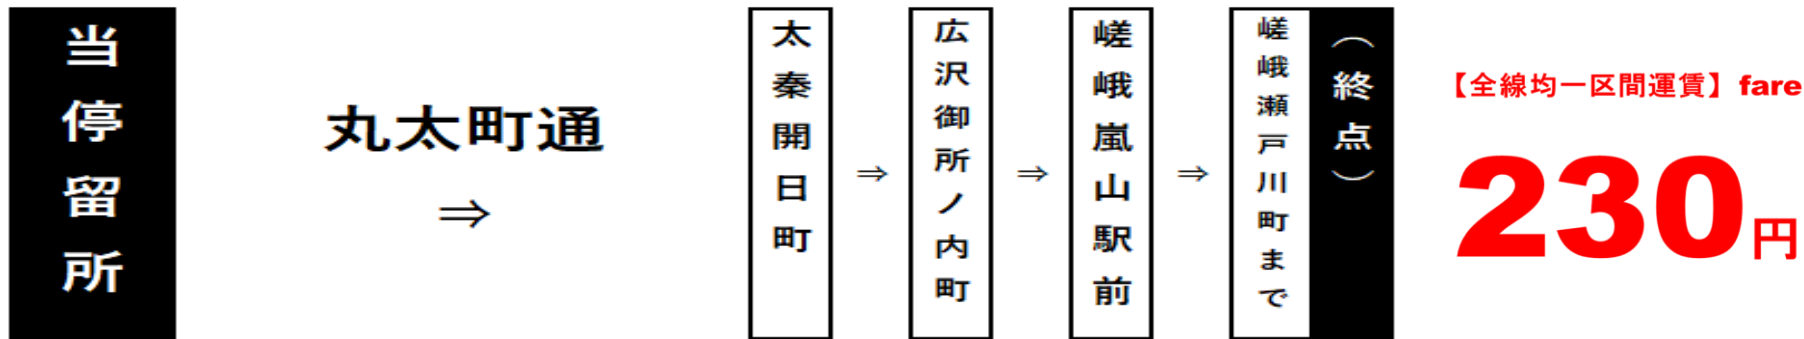 当停留所
丸太町通
⇒
太秦開日町
⇒
広沢御所ノ内町
⇒
嵯峨嵐山駅前
⇒
嵯峨瀬戸川町まで
（終点）
【全線均一区間運賃】fare
230円